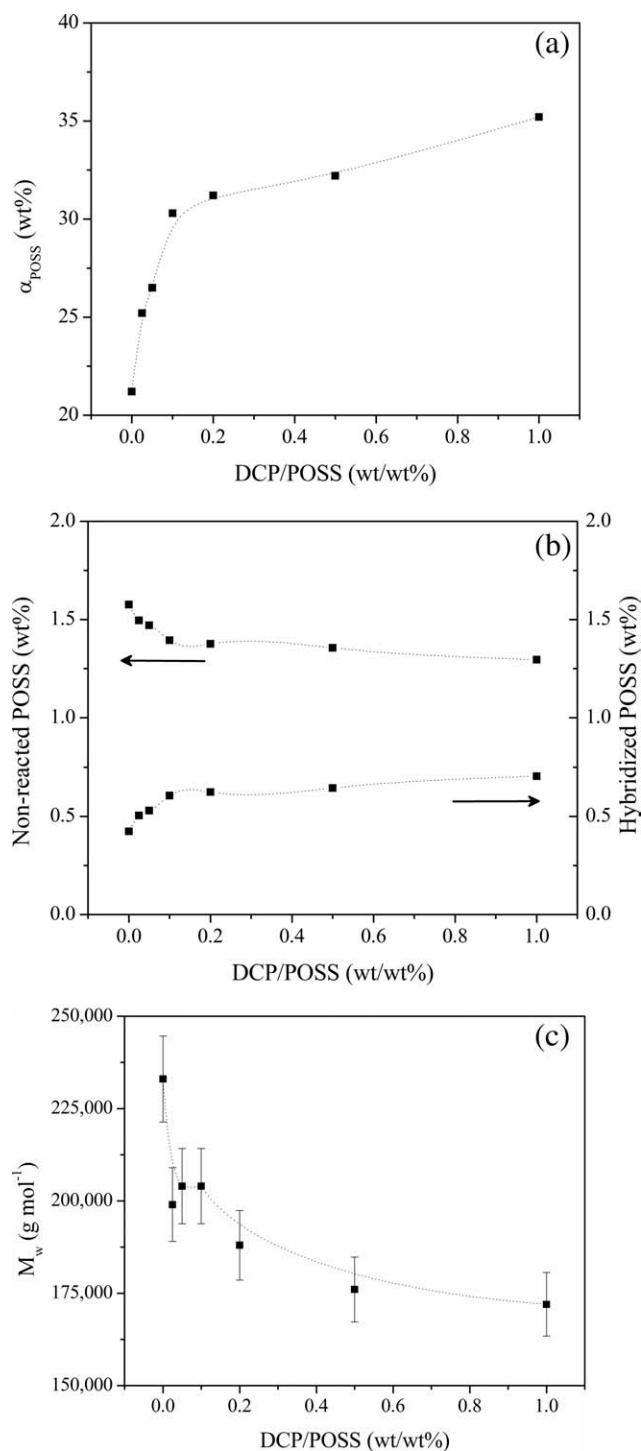 (a)
40
35
30
25
20
α_POSS (wt%)
0.0 0.2 0.4 0.6 0.8 1.0
DCP/POSS (wt/wt%)
(b)
2.0 2.0
1.5 1.5
1.0 1.0
0.5 0.5
0.0 0.0
Non-reacted POSS (wt%)
Hybridized POSS (wt%)
0.0 0.2 0.4 0.6 0.8 1.0
DCP/POSS (wt/wt%)
(c)
250,000
225,000
200,000
175,000
150,000
M_w (g mol⁻¹)
0.0 0.2 0.4 0.6 0.8 1.0
DCP/POSS (wt/wt%)